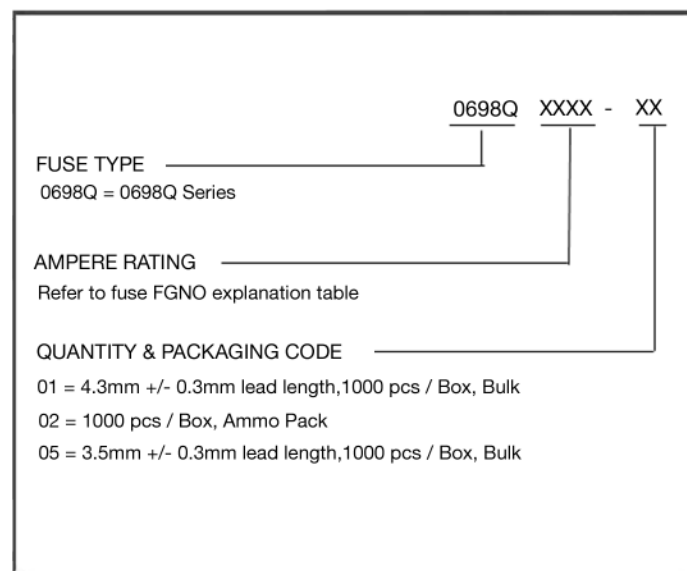 0698Q XXXX - XX
FUSE TYPE
0698Q = 0698Q Series
AMPERE RATING
Refer to fuse FGNO explanation table
QUANTITY & PACKAGING CODE
01 = 4.3mm +/- 0.3mm lead length,1000 pcs / Box, Bulk
02 = 1000 pcs / Box, Ammo Pack
05 = 3.5mm +/- 0.3mm lead length,1000 pcs / Box, Bulk